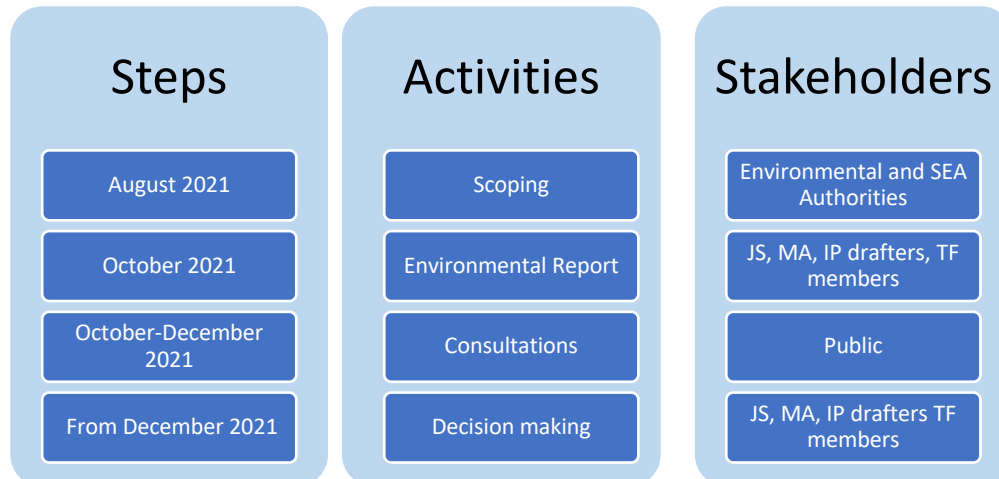 Steps
August 2021
October 2021
October-December
2021
From December 2021
Activities
Scoping
Environmental Report
Consultations
Decision making
Stakeholders
Environmental and SEA
Authorities
JS, MA, IP drafters, TF
members
Public
JS, MA, IP drafters TF
members